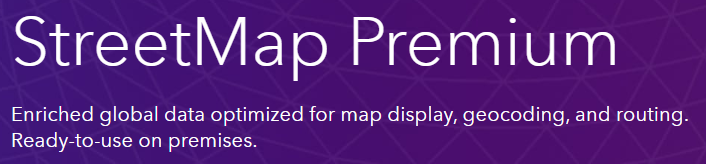 StreetMap Premium
Enriched global data optimized for map display, geocoding, and routing.
Ready-to-use on premises.